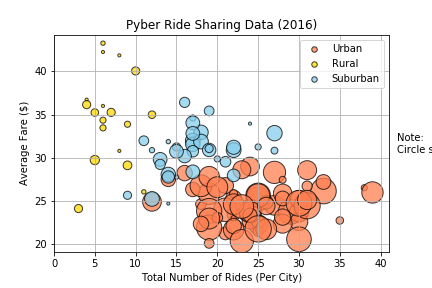 Pyber Ride Sharing Data (2016)
Urban
Rural
Suburban
40
35
30
25
20
Average Fare ($)
0 5 10 15 20 25 30 35 40
Total Number of Rides (Per City)
Note:
Circle s